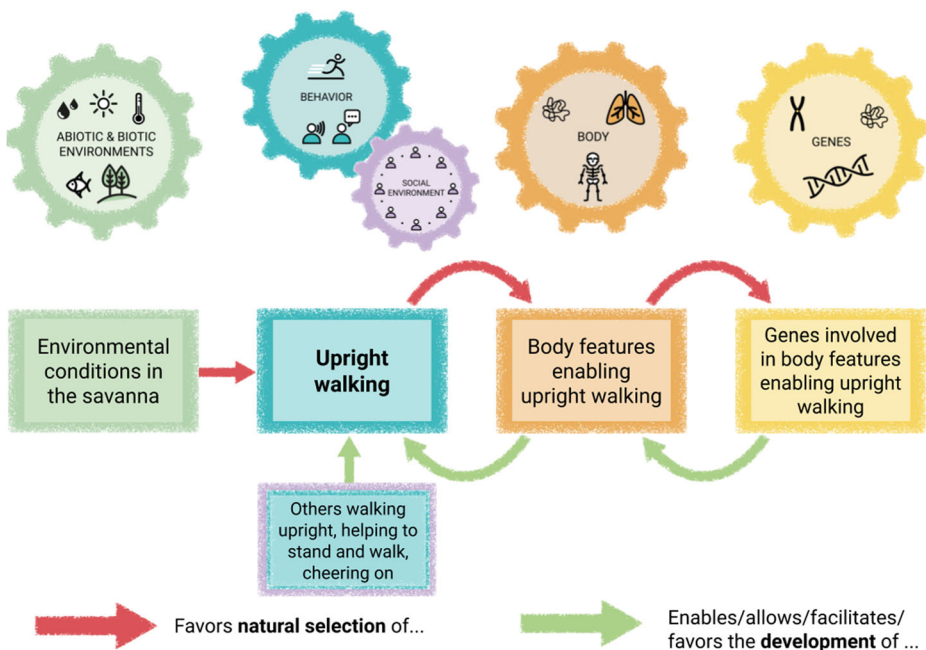 ABIOTIC & BIOTIC
ENVIRONMENTS
BEHAVIOR
SOCIAL
ENVIRONMENT
BODY
GENES
Environmental
conditions in
the savanna
Upright
walking
Body features
enabling
upright walking
Genes involved
in body features
enabling upright
walking
Others walking
upright, helping to
stand and walk,
cheering on
Favors natural selection of...
Enables/allows/facilitates/
favors the development of ...